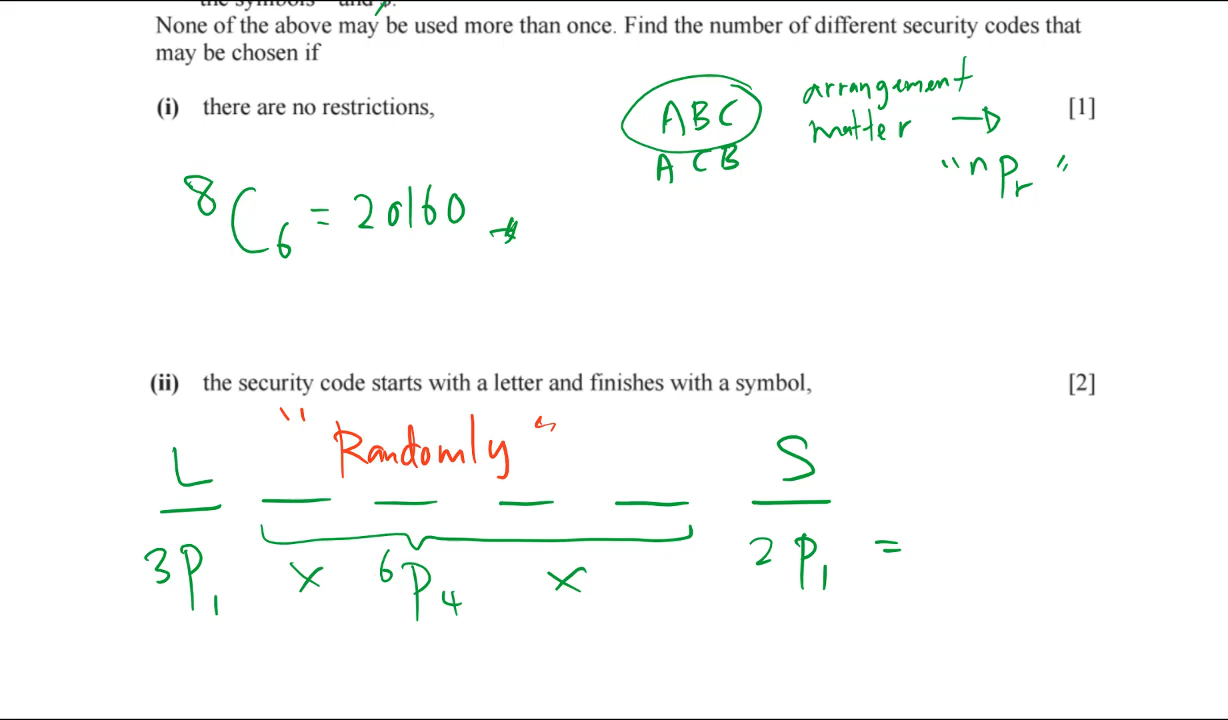 None of the above may be used more than once. Find the number of different security codes that
may be chosen if
(i) there are no restrictions, [1]
ABC
ACB
arrangement
matter →
"nPr"
⁸C₆ = 20160
(ii) the security code starts with a letter and finishes with a symbol, [2]
"Randomly"
L S
3P₁ × ⁶P₄ × 2P₁ =